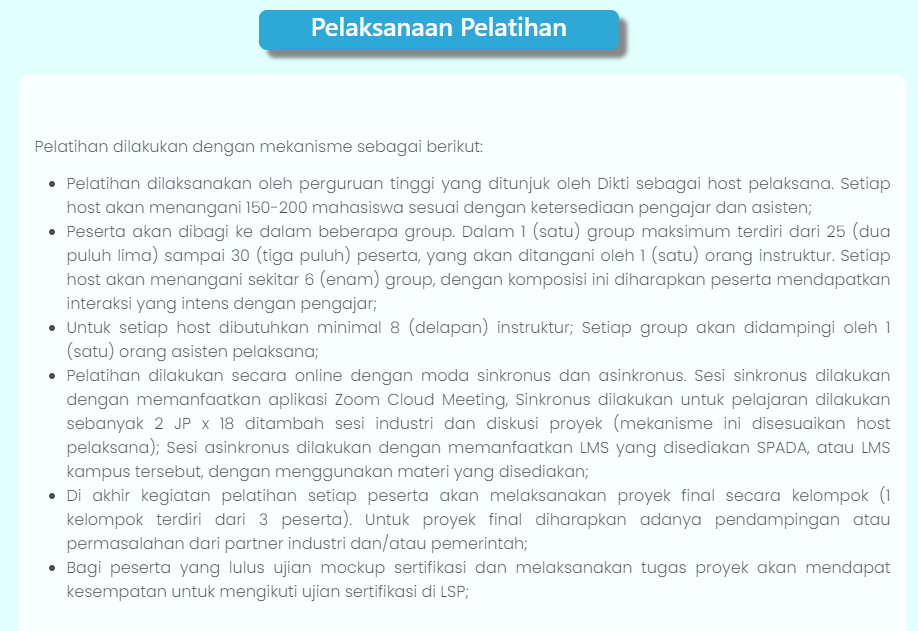 Pelaksanaan Pelatihan
Pelatihan dilakukan dengan mekanisme sebagai berikut:
• Pelatihan dilaksanakan oleh perguruan tinggi yang ditunjuk oleh Dikti sebagai host pelaksana. Setiap
host akan menangani 150-200 mahasiswa sesuai dengan ketersediaan pengajar dan asisten;
• Peserta akan dibagi ke dalam beberapa group. Dalam 1 (satu) group maksimum terdiri dari 25 (dua
puluh lima) sampai 30 (tiga puluh) peserta, yang akan ditangani oleh 1 (satu) orang instruktur. Setiap
host akan menangani sekitar 6 (enam) group, dengan komposisi ini diharapkan peserta mendapatkan
interaksi yang intens dengan pengajar;
• Untuk setiap host dibutuhkan minimal 8 (delapan) instruktur; Setiap group akan didampingi oleh 1
(satu) orang asisten pelaksana;
• Pelatihan dilakukan secara online dengan moda sinkronus dan asinkronus. Sesi sinkronus dilakukan
dengan memanfaatkan aplikasi Zoom Cloud Meeting, Sinkronus dilakukan untuk pelajaran dilakukan
sebanyak 2 JP x 18 ditambah sesi industri dan diskusi proyek (mekanisme ini disesuaikan host
pelaksana); Sesi asinkronus dilakukan dengan memanfaatkan LMS yang disediakan SPADA, atau LMS
kampus tersebut, dengan menggunakan materi yang disediakan;
• Di akhir kegiatan pelatihan setiap peserta akan melaksanakan proyek final secara kelompok (1
kelompok terdiri dari 3 peserta). Untuk proyek final diharapkan adanya pendampingan atau
permasalahan dari partner industri dan/atau pemerintah;
• Bagi peserta yang lulus ujian mockup sertifikasi dan melaksanakan tugas proyek akan mendapat
kesempatan untuk mengikuti ujian sertifikasi di LSP;